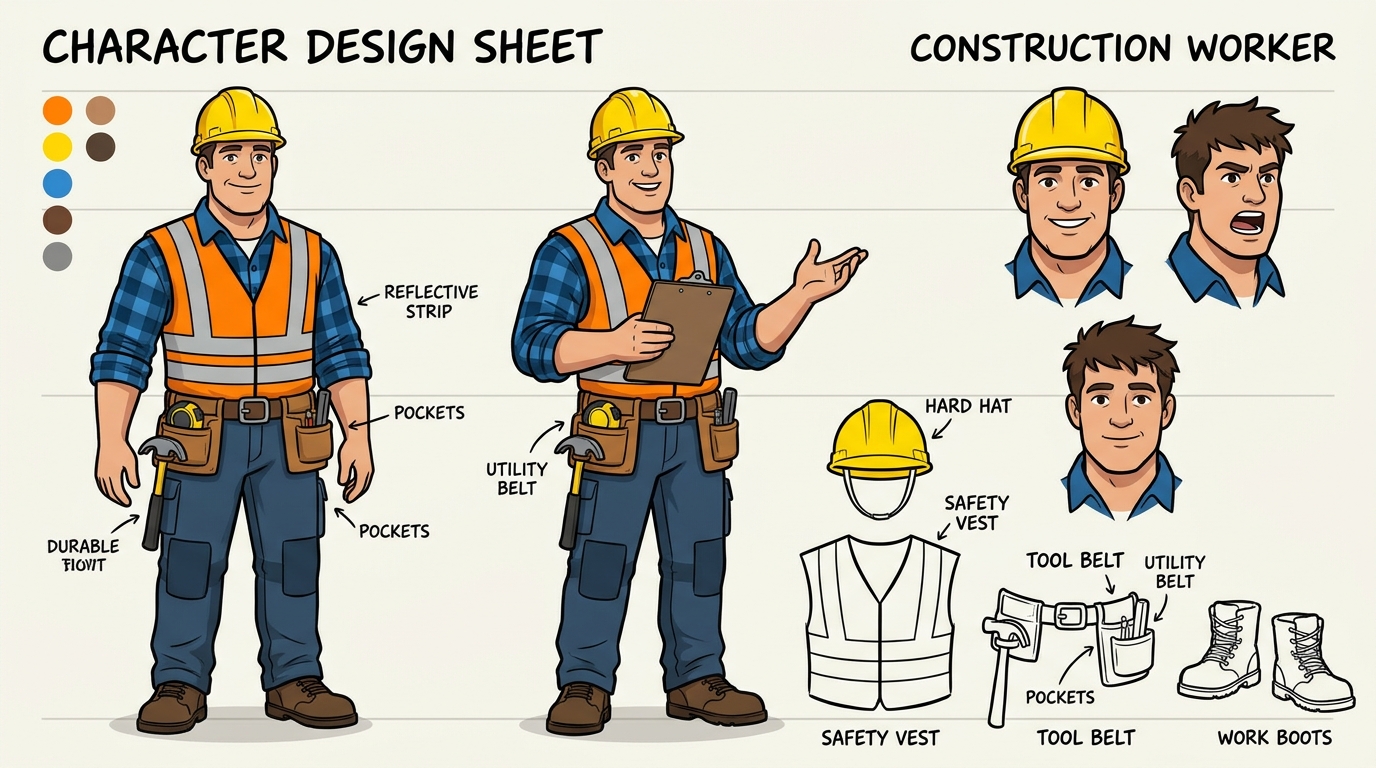 CHARACTER DESIGN SHEET
CONSTRUCTION WORKER
REFLECTIVE
STRIP
POCKETS
UTILITY
BELT
POCKETS
DURABLE
HARD HAT
SAFETY
VEST
TOOL BELT
UTILITY
BELT
POCKETS
SAFETY VEST
TOOL BELT
WORK BOOTS